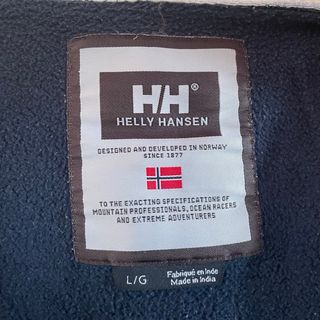 H/H®
HELLY HANSEN
DESIGNED AND DEVELOPED IN NORWAY
SINCE 1877
TO THE EXACTING SPECIFICATIONS OF
MOUNTAIN PROFESSIONALS, OCEAN RACERS
AND EXTREME ADVENTURERS
L/G
Fabriqué en Inde
Made in India